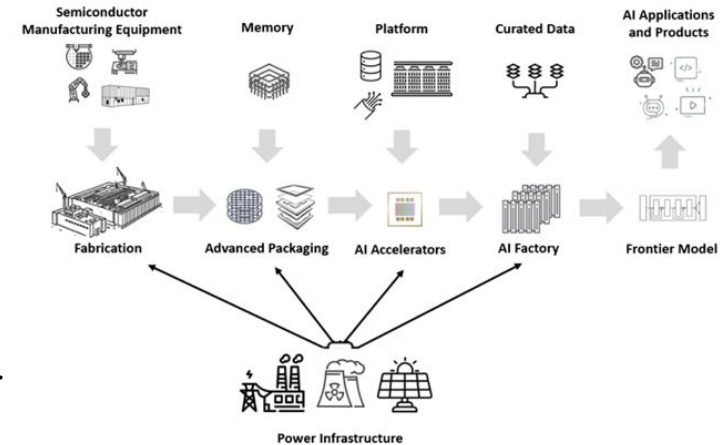 Semiconductor
Manufacturing Equipment
Memory
Platform
Curated Data
AI Applications
and Products
Fabrication
Advanced Packaging
AI Accelerators
AI Factory
Frontier Model
Power Infrastructure